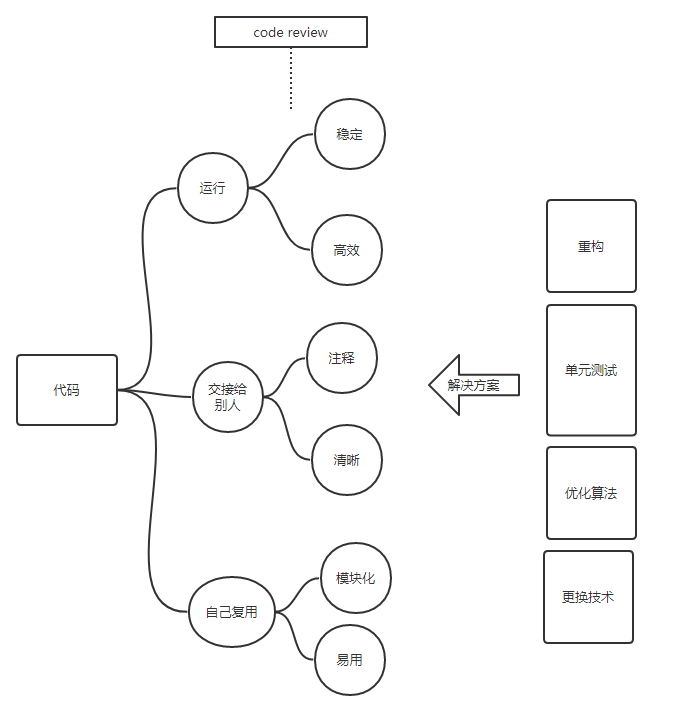 code review
稳定
运行
高效
重构
注释
单元测试
代码
解决方案
交接给
别人
清晰
优化算法
模块化
更换技术
自己复用
易用